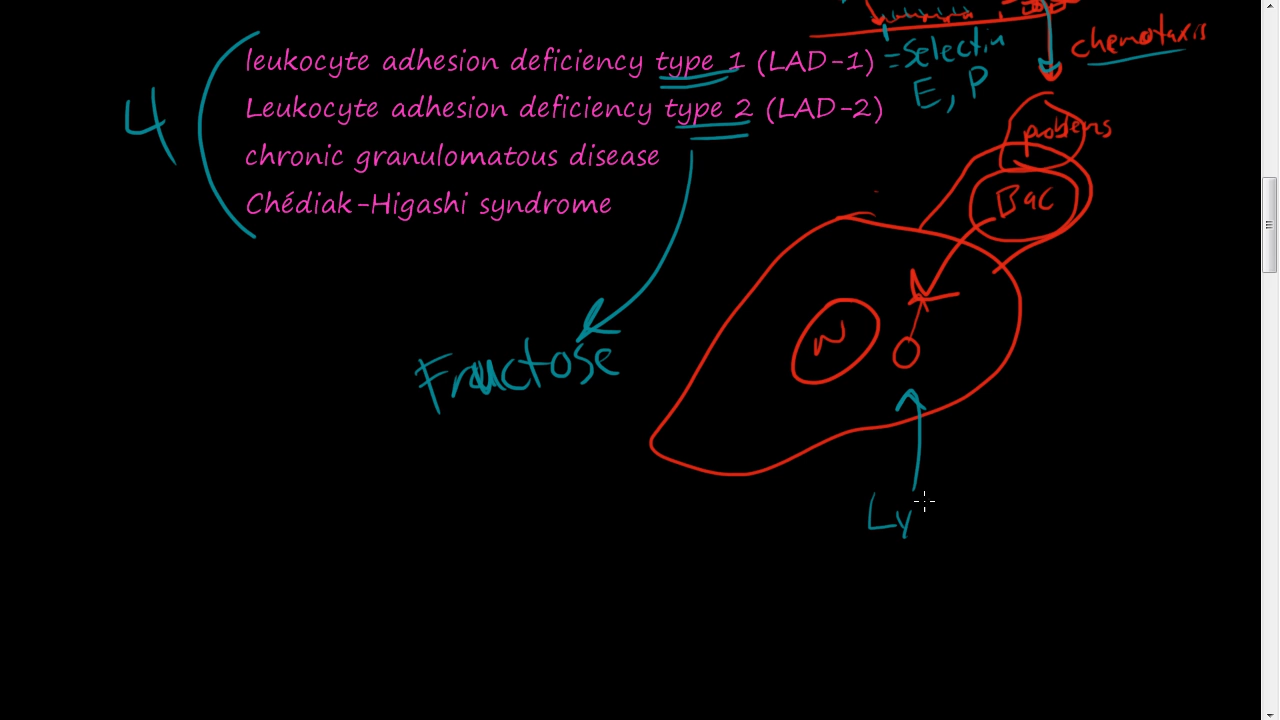 chemotaxis
leukocyte adhesion deficiency type 1 (LAD-1)
=Selectin
E, P
4
Leukocyte adhesion deficiency type 2 (LAD-2)
problems
chronic granulomatous disease
Chédiak-Higashi syndrome
Bac
N
Fructose
Ly